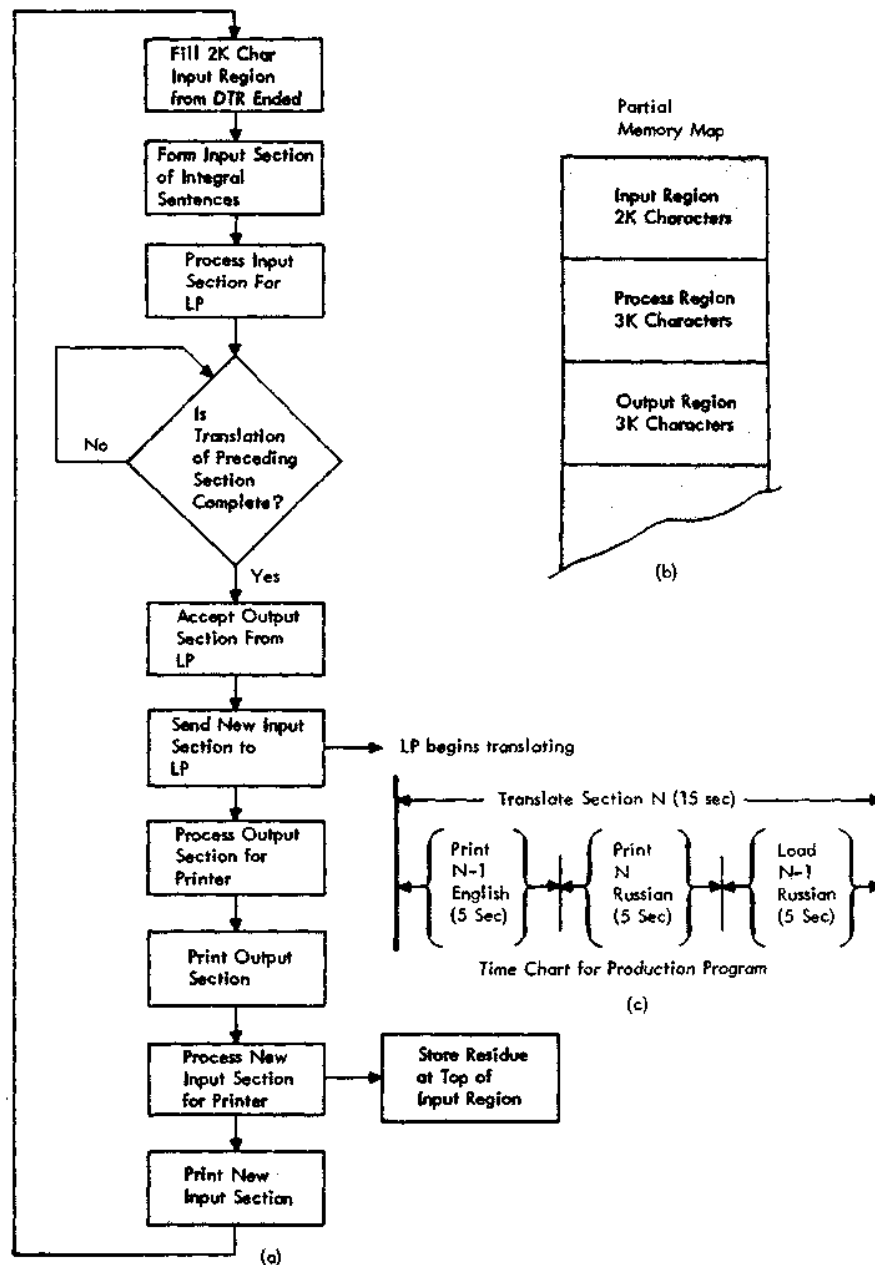 Fill 2K Char
Input Region
from DTR Ended
Form Input Section
of Integral
Sentences
Process Input
Section For
LP
Is
Translation
of Preceding
Section
Complete?
No
Yes
Accept Output
Section From
LP
Send New Input
Section to
LP
LP begins translating
Process Output
Section for
Printer
Print Output
Section
Process New
Input Section
for Printer
Store Residue
at Top of
Input Region
Print New
Input Section
(a)
Partial
Memory Map
Input Region
2K Characters
Process Region
3K Characters
Output Region
3K Characters
(b)
Translate Section N (15 sec)
Print
N-1
English
(5 Sec)
Print
N
Russian
(5 Sec)
Load
N-1
Russian
(5 Sec)
Time Chart for Production Program
(c)